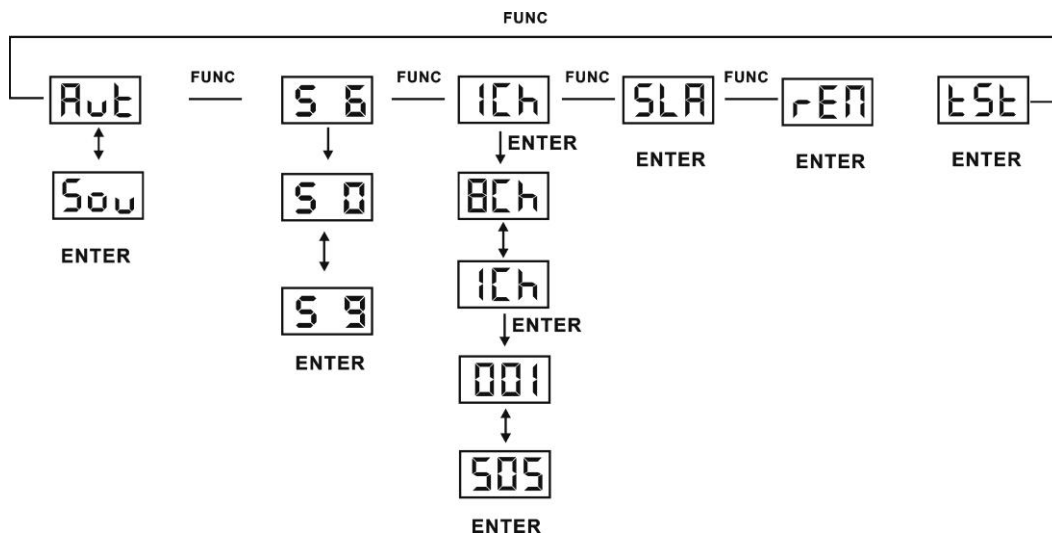 FUNC
FUNC FUNC FUNC FUNC
Aut S 6 1Ch SLA rEM tSt
ENTER ENTER ENTER ENTER
Sou S 0 8Ch
ENTER
1Ch
S 9 ENTER
ENTER
001
505
ENTER